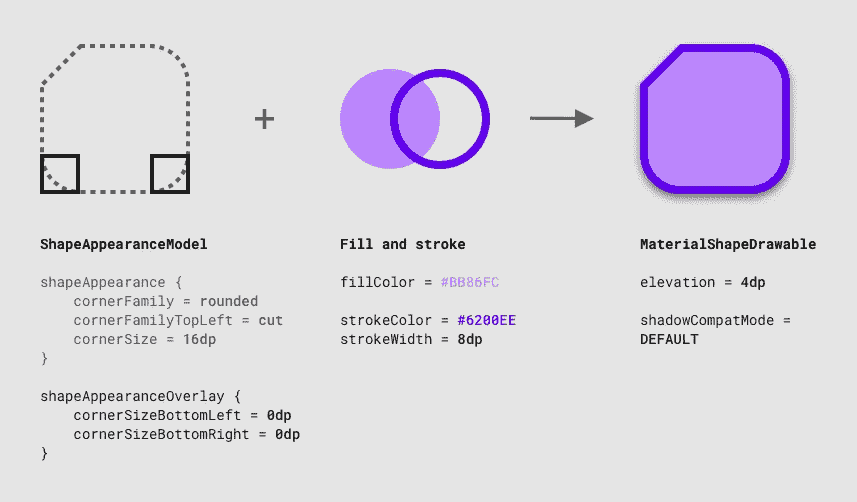 ShapeAppearanceModel
shapeAppearance {
    cornerFamily = rounded
    cornerFamilyTopLeft = cut
    cornerSize = 16dp
}
shapeAppearanceOverlay {
    cornerSizeBottomLeft = 0dp
    cornerSizeBottomRight = 0dp
}
Fill and stroke
fillColor = #BB86FC
strokeColor = #6200EE
strokeWidth = 8dp
MaterialShapeDrawable
elevation = 4dp
shadowCompatMode =
DEFAULT